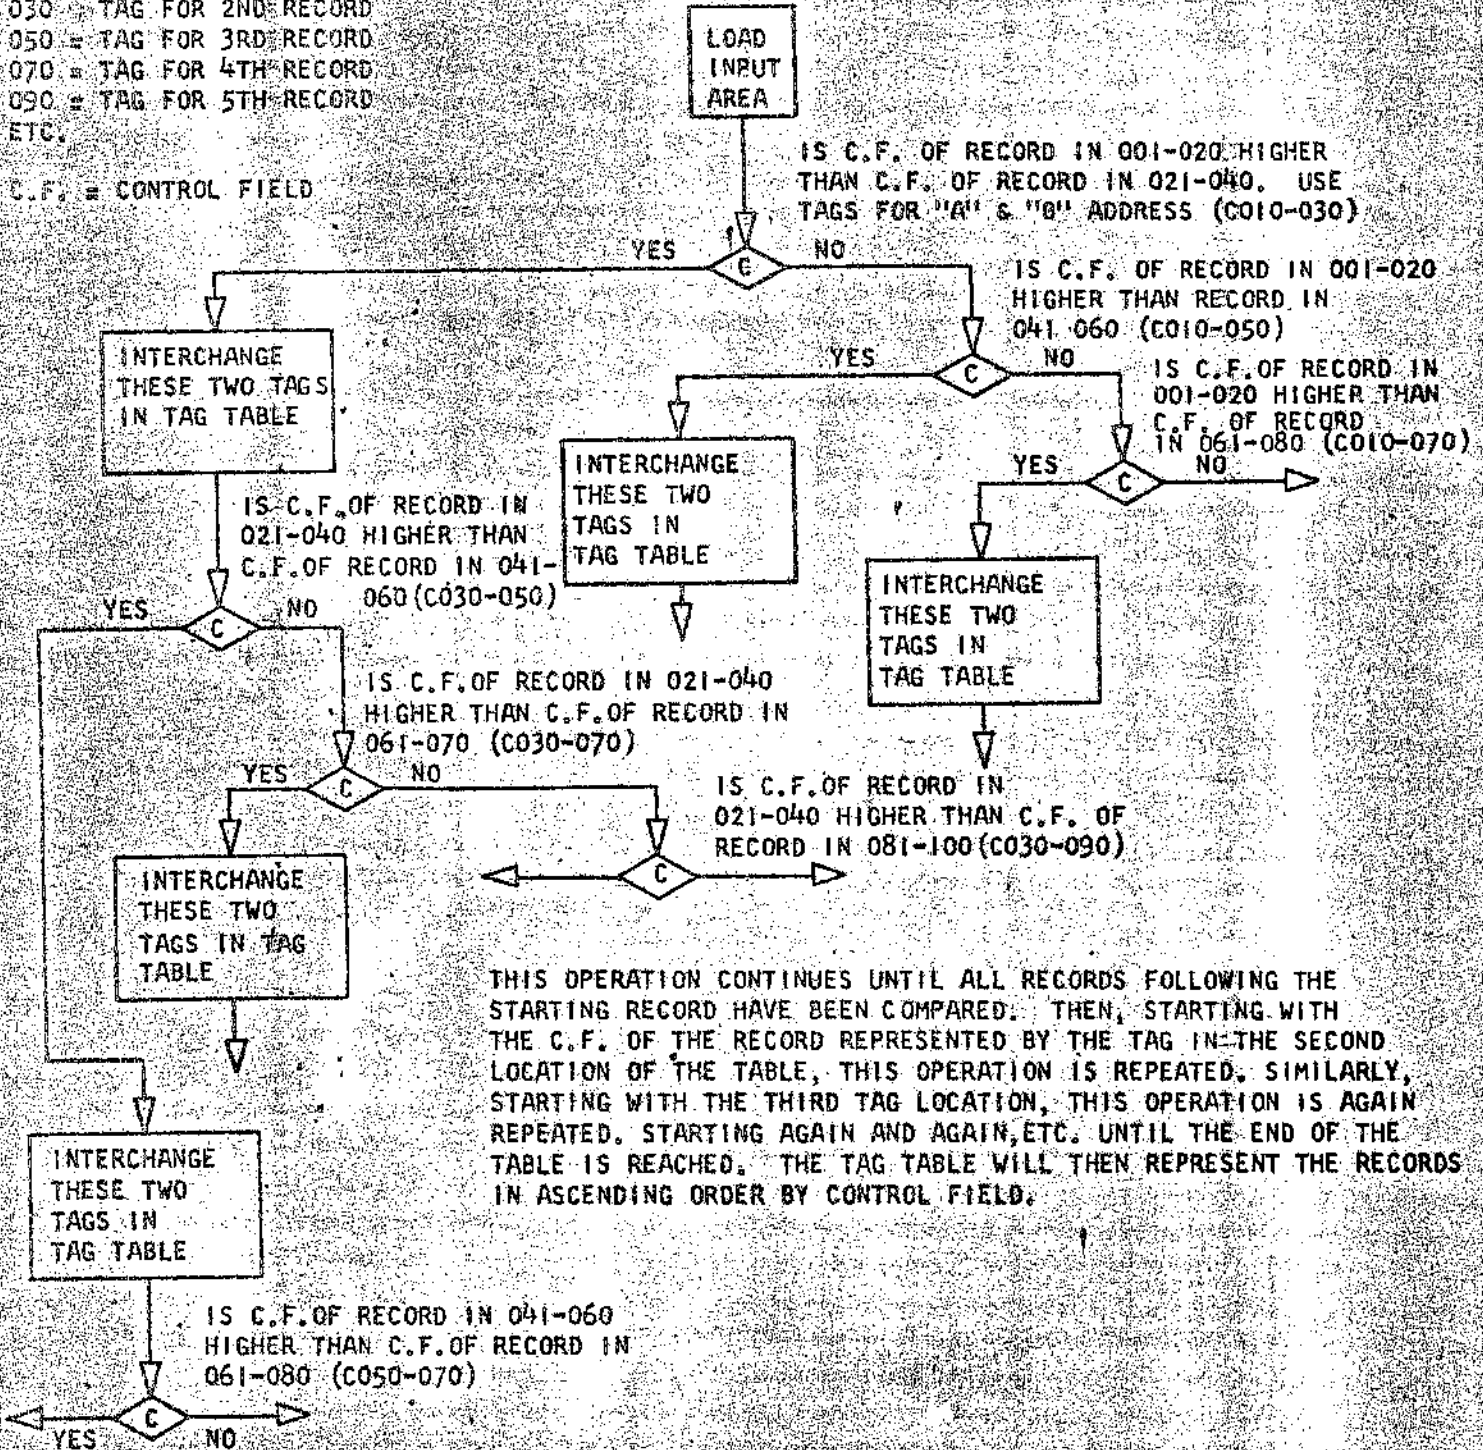 030 = TAG FOR 2ND RECORD
050 = TAG FOR 3RD RECORD
070 = TAG FOR 4TH RECORD
090 = TAG FOR 5TH RECORD
ETC.
C.F. = CONTROL FIELD
LOAD
INPUT
AREA
IS C.F. OF RECORD IN 001-020 HIGHER
THAN C.F. OF RECORD IN 021-040. USE
TAGS FOR "A" & "B" ADDRESS (C010-030)
YES
C
NO
IS C.F. OF RECORD IN 001-020
HIGHER THAN RECORD IN
041 060 (C010-050)
YES
C
NO
IS C.F.OF RECORD IN
001-020 HIGHER THAN
C.F. OF RECORD
IN 061-080 (C010-070)
YES
C
NO
INTERCHANGE
THESE TWO TAGS
IN TAG TABLE
INTERCHANGE
THESE TWO
TAGS IN
TAG TABLE
INTERCHANGE
THESE TWO
TAGS IN
TAG TABLE
IS C.F.OF RECORD IN
021-040 HIGHER THAN
C.F.OF RECORD IN 041-
060(C030-050)
YES
C
NO
IS C.F.OF RECORD IN 021-040
HIGHER THAN C.F.OF RECORD IN
061-070 (C030-070)
YES
C
NO
IS C.F.OF RECORD IN
021-040 HIGHER THAN C.F. OF
RECORD IN 081-100(C030-090)
C
INTERCHANGE
THESE TWO
TAGS IN TAG
TABLE
THIS OPERATION CONTINUES UNTIL ALL RECORDS FOLLOWING THE
STARTING RECORD HAVE BEEN COMPARED. THEN, STARTING WITH
THE C.F. OF THE RECORD REPRESENTED BY THE TAG IN THE SECOND
LOCATION OF THE TABLE, THIS OPERATION IS REPEATED. SIMILARLY,
STARTING WITH THE THIRD TAG LOCATION, THIS OPERATION IS AGAIN
REPEATED. STARTING AGAIN AND AGAIN,ETC. UNTIL THE END OF THE
TABLE IS REACHED. THE TAG TABLE WILL THEN REPRESENT THE RECORDS
IN ASCENDING ORDER BY CONTROL FIELD.
INTERCHANGE
THESE TWO
TAGS IN
TAG TABLE
IS C.F.OF RECORD IN 041-060
HIGHER THAN C.F.OF RECORD IN
061-080 (C050-070)
C
YES
NO